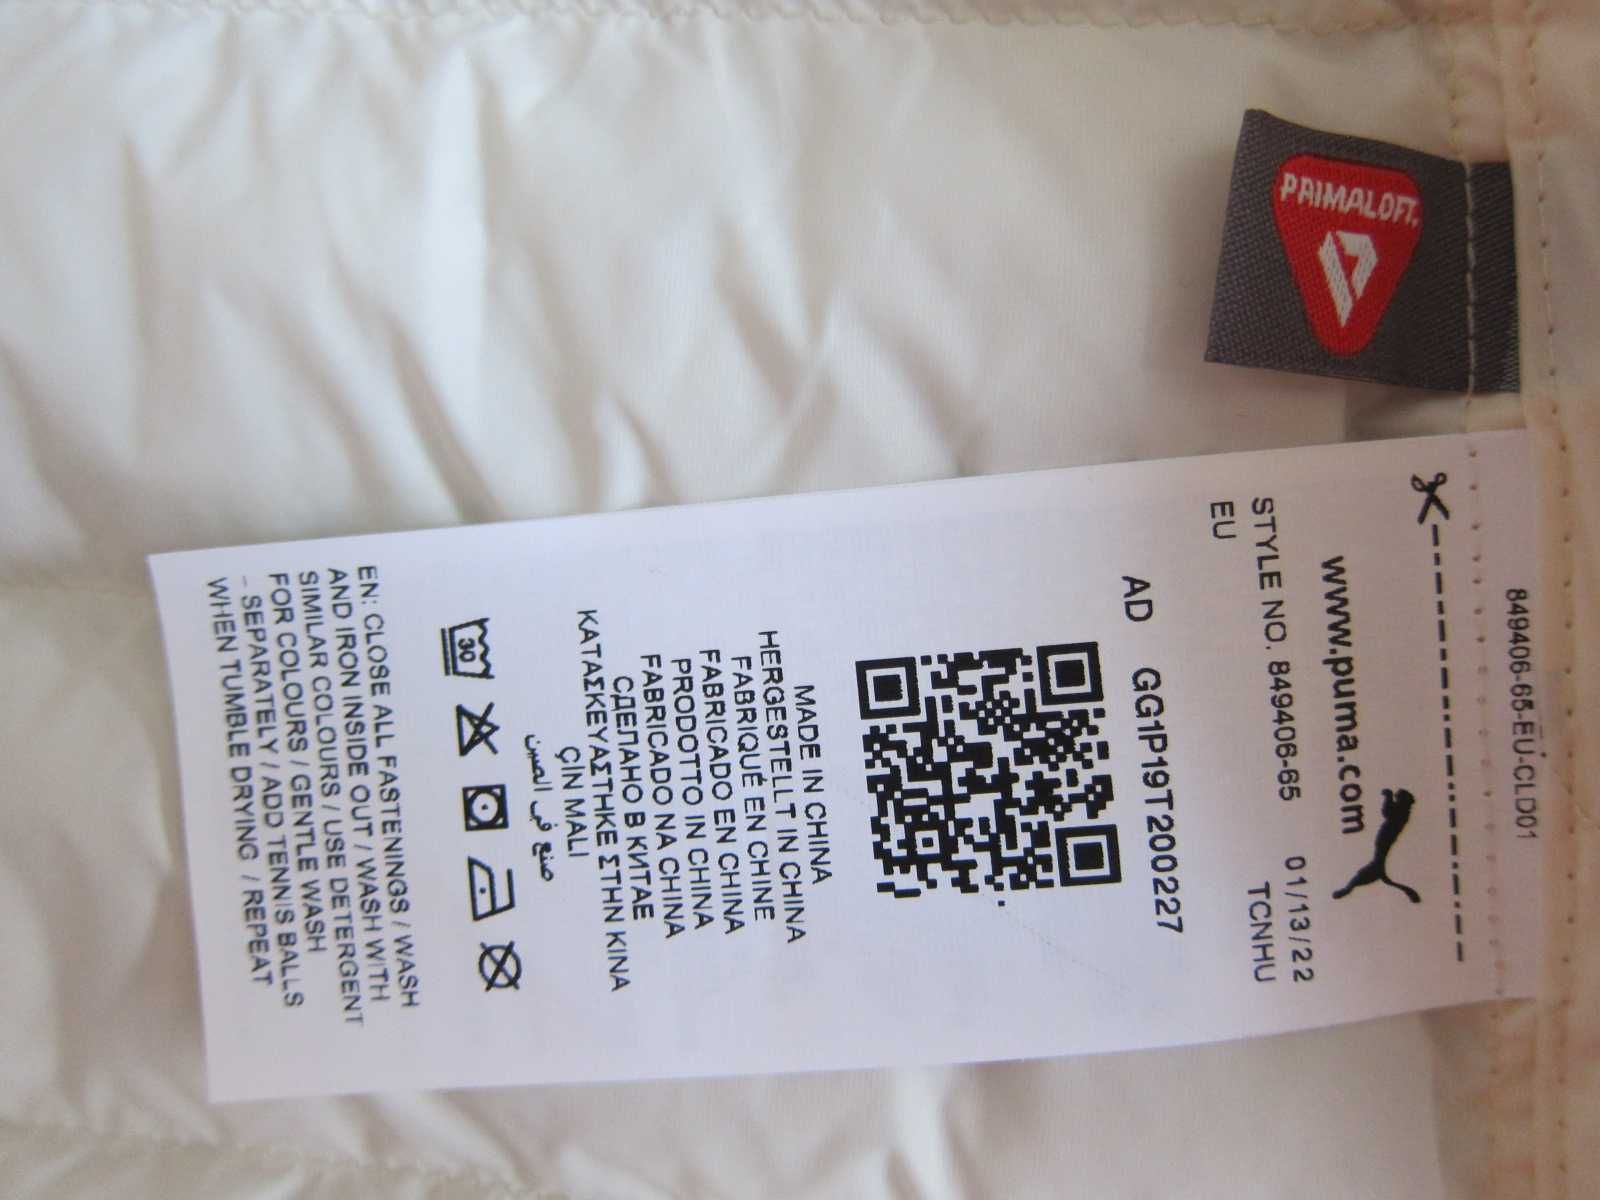 PRIMALOFT.
849406-65-EU-CLD01
www.puma.com
STYLE NO. 849406-65 01/13/22
EU TCNHU
AD GG1P19T200227
MADE IN CHINA
HERGESTELLT IN CHINA
FABRIQUÉ EN CHINE
FABRICADO EN CHINA
PRODOTTO IN CHINA
FABRICADO NA CHINA
СДЕЛАНО В КИТАЕ
ΚΑΤΑΣΚΕΥΑΣΤΗΚΕ ΣΤΗΝ ΚΙΝΑ
ÇİN MALI
صنع في الصين
30
EN: CLOSE ALL FASTENINGS / WASH
AND IRON INSIDE OUT / WASH WITH
SIMILAR COLOURS / USE DETERGENT
FOR COLOURS / GENTLE WASH
- SEPARATELY / ADD TENNIS BALLS
WHEN TUMBLE DRYING / REPEAT